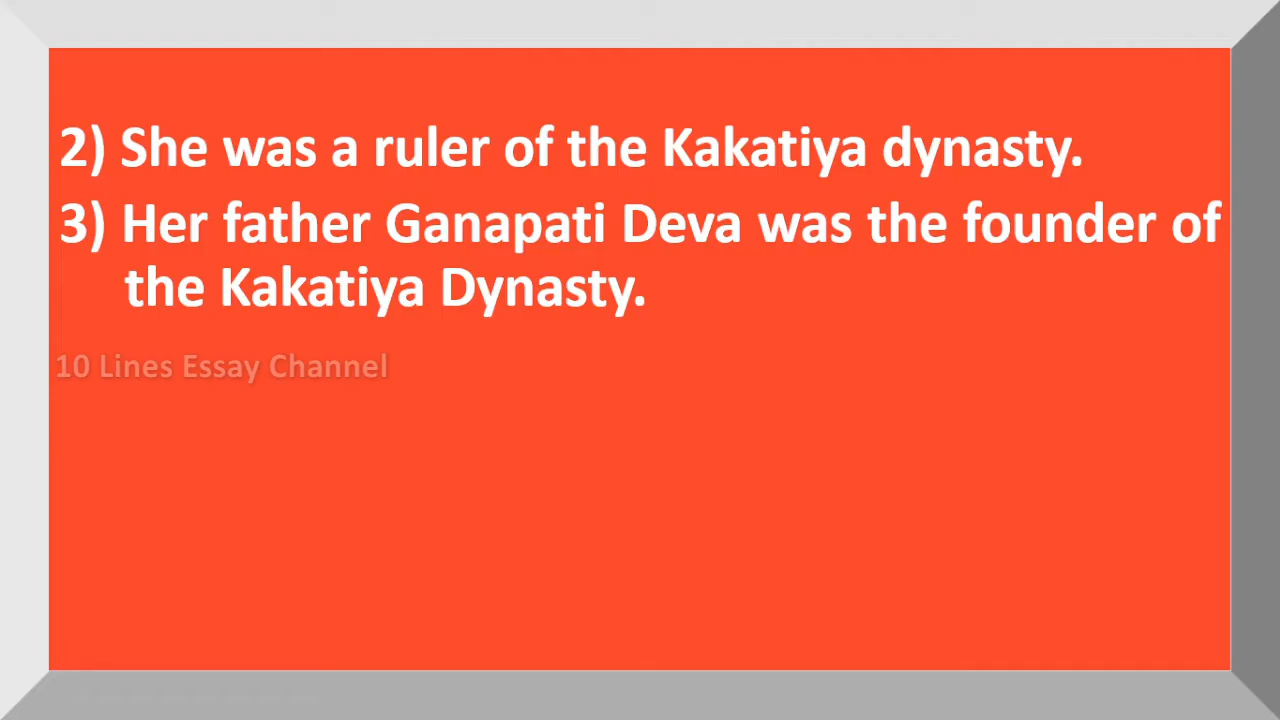 2) She was a ruler of the Kakatiya dynasty.
3) Her father Ganapati Deva was the founder of
the Kakatiya Dynasty.
10 Lines Essay Channel